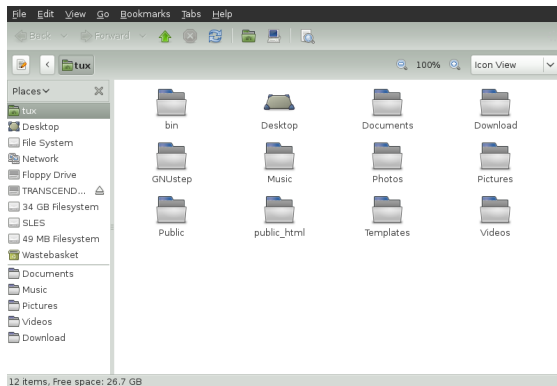 File Edit View Go Bookmarks Tabs Help
Back Forward
tux 100% Icon View
Places
tux
Desktop
File System
Network
Floppy Drive
TRANSCEND...
34 GB Filesystem
SLES
49 MB Filesystem
Wastebasket
Documents
Music
Pictures
Videos
Download
bin Desktop Documents Download
GNUstep Music Photos Pictures
Public public_html Templates Videos
12 items, Free space: 26.7 GB